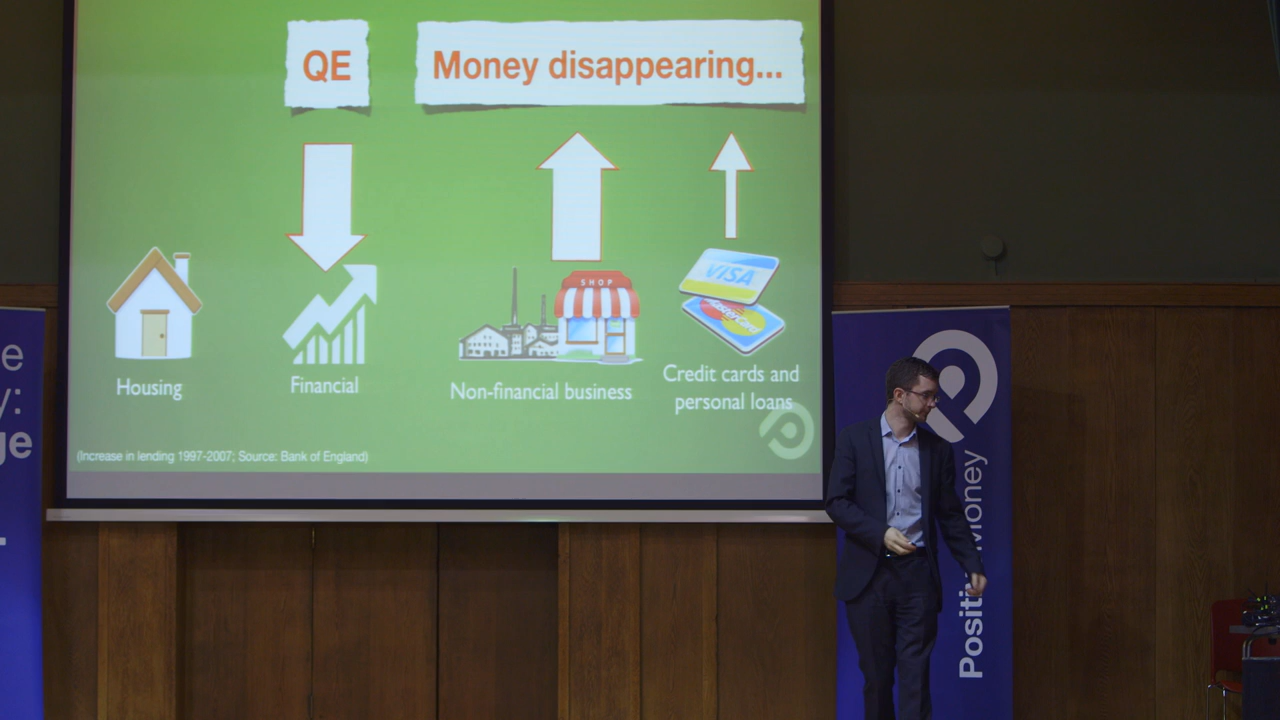 QE
Money disappearing...
SHOP
VISA
MasterCard
Housing
Financial
Non-financial business
Credit cards and
personal loans
(Increase in lending 1997-2007; Source: Bank of England)
e
y:
ge
Positive Money